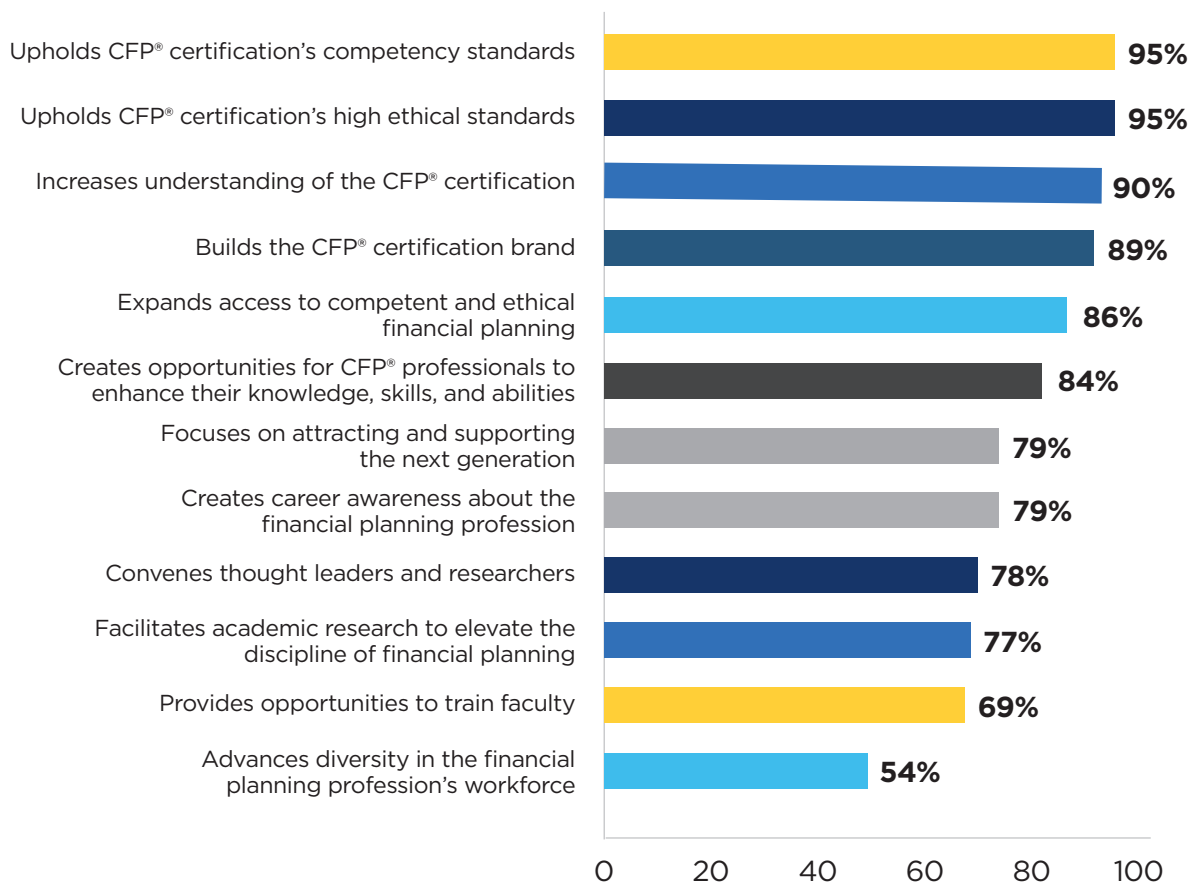 Upholds CFP® certification’s competency standards
95%
Upholds CFP® certification’s high ethical standards
95%
Increases understanding of the CFP® certification
90%
Builds the CFP® certification brand
89%
Expands access to competent and ethical
financial planning
86%
Creates opportunities for CFP® professionals to
enhance their knowledge, skills, and abilities
84%
Focuses on attracting and supporting
the next generation
79%
Creates career awareness about the
financial planning profession
79%
Convenes thought leaders and researchers
78%
Facilitates academic research to elevate the
discipline of financial planning
77%
Provides opportunities to train faculty
69%
Advances diversity in the financial
planning profession’s workforce
54%
0 20 40 60 80 100